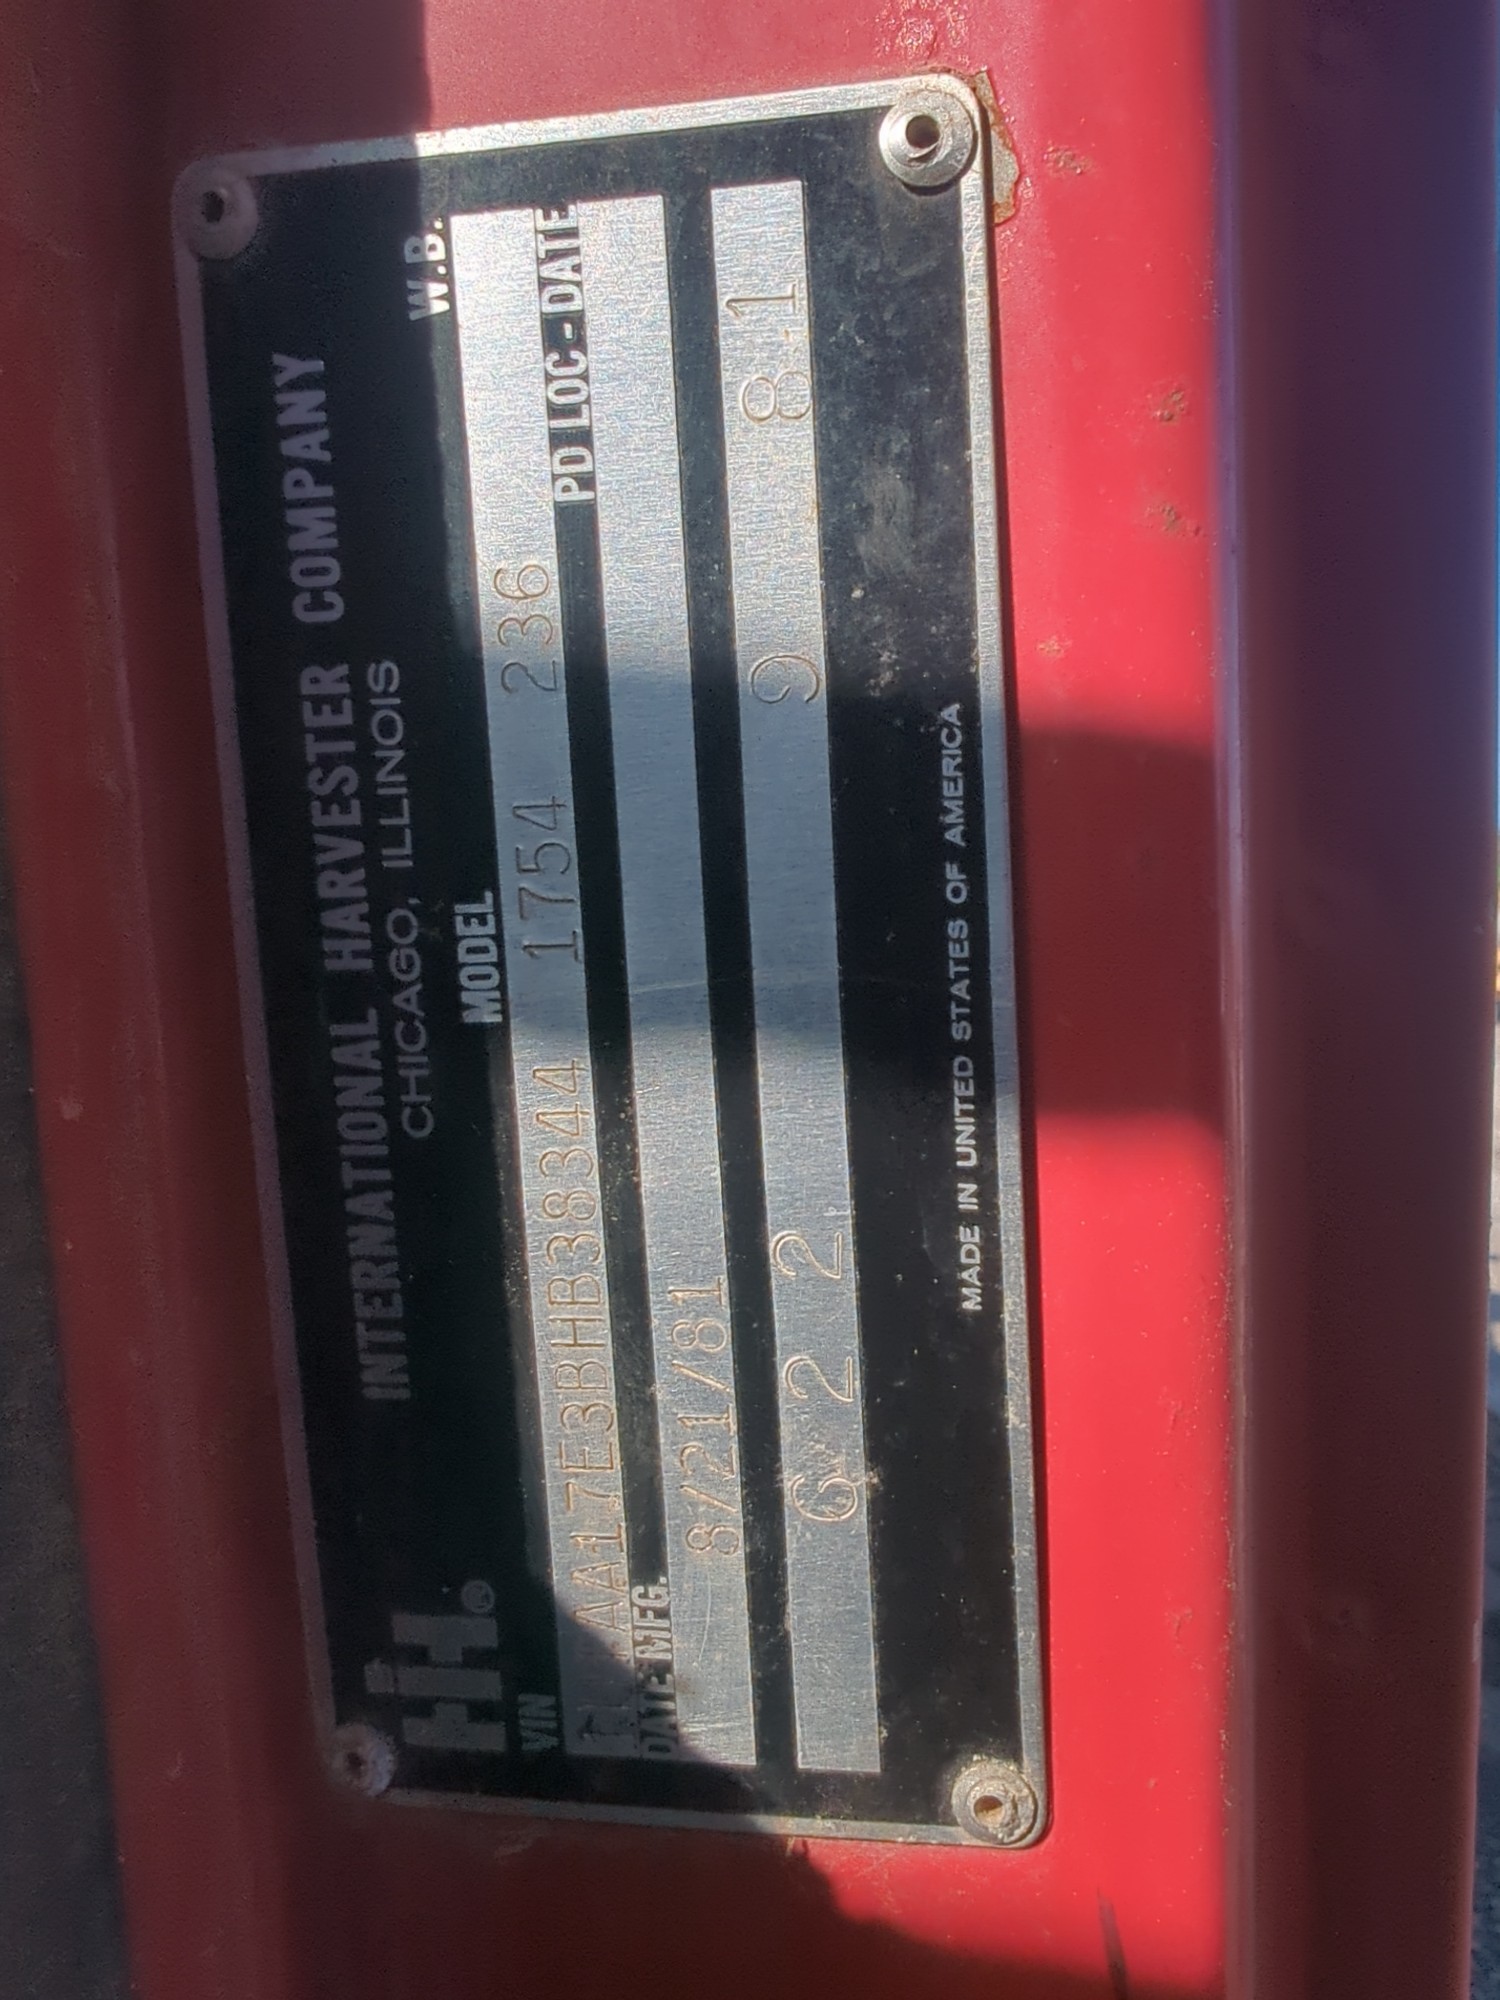 IH®
INTERNATIONAL HARVESTER COMPANY
CHICAGO, ILLINOIS
VIN MODEL W.B.
AA17E3BHB38344 1754 236
DATE MFG. PD LOC - DATE
8/21/81
6 2 2 9 8.1
MADE IN UNITED STATES OF AMERICA